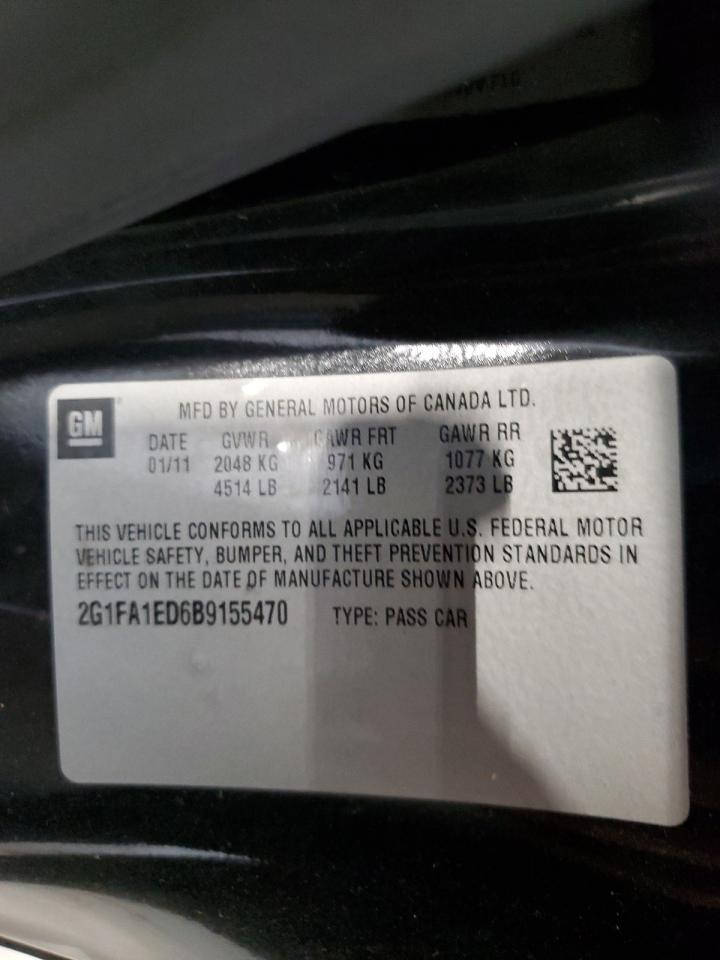 GM
MFD BY GENERAL MOTORS OF CANADA LTD.
DATE GVWR GAWR FRT GAWR RR
01/11 2048 KG 971 KG 1077 KG
4514 LB 2141 LB 2373 LB
THIS VEHICLE CONFORMS TO ALL APPLICABLE U.S. FEDERAL MOTOR
VEHICLE SAFETY, BUMPER, AND THEFT PREVENTION STANDARDS IN
EFFECT ON THE DATE OF MANUFACTURE SHOWN ABOVE.
2G1FA1ED6B9155470 TYPE: PASS CAR